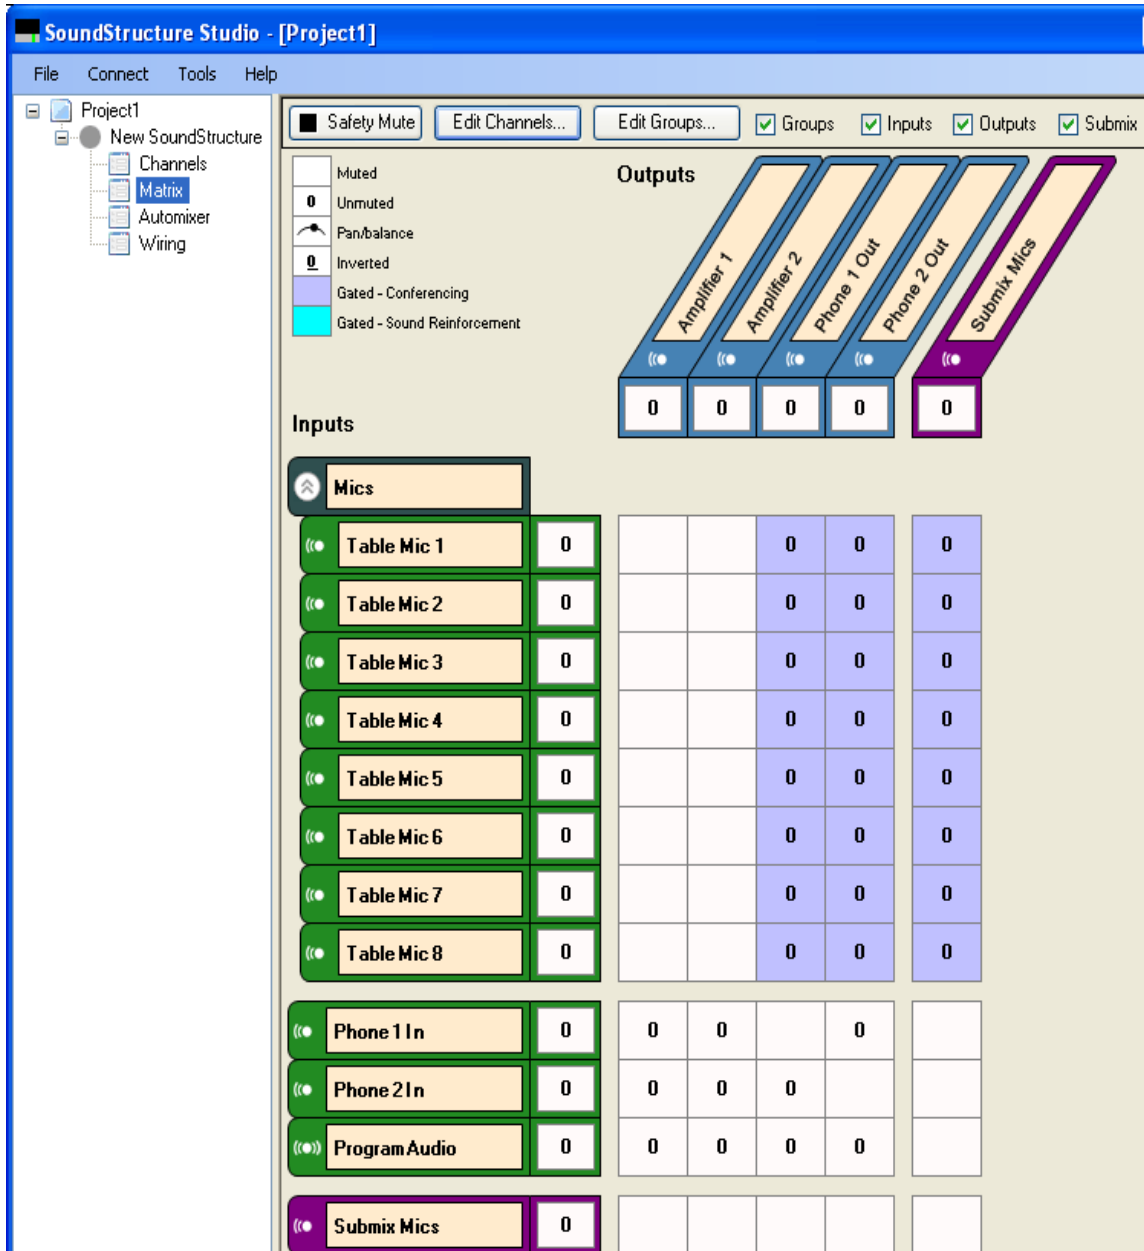 SoundStructure Studio - [Project1]
File Connect Tools Help
Project1
New SoundStructure
Channels
Matrix
Automixer
Wiring
Safety Mute Edit Channels... Edit Groups... Groups Inputs Outputs Submix
Muted
0 Unmuted
Pan/balance
0 Inverted
Gated - Conferencing
Gated - Sound Reinforcement
Outputs
Amplifier 1
Amplifier 2
Phone 1 Out
Phone 2 Out
Submix Mics
0 0 0 0 0
Inputs
Mics
Table Mic 1 0 0 0 0
Table Mic 2 0 0 0 0
Table Mic 3 0 0 0 0
Table Mic 4 0 0 0 0
Table Mic 5 0 0 0 0
Table Mic 6 0 0 0 0
Table Mic 7 0 0 0 0
Table Mic 8 0 0 0 0
Phone 1 In 0 0 0 0
Phone 2 In 0 0 0 0
Program Audio 0 0 0 0 0
Submix Mics 0